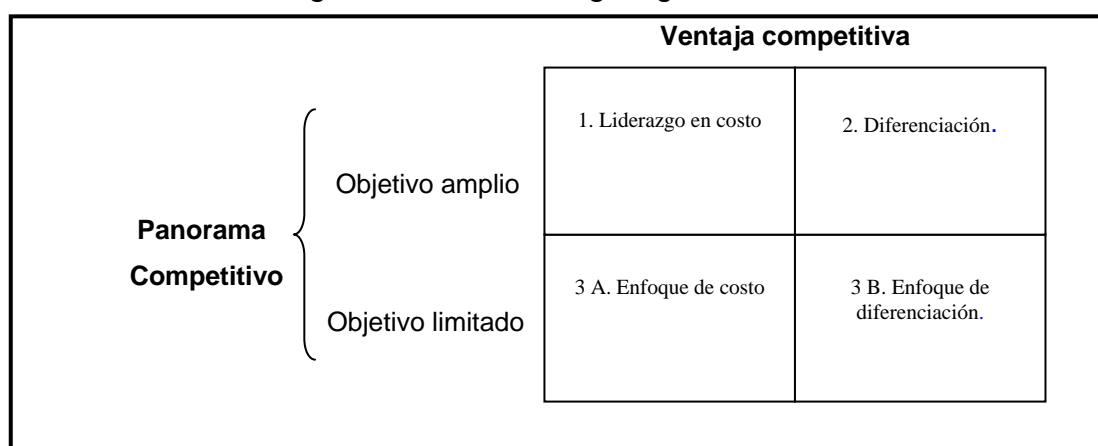 Ventaja competitiva
1. Liderazgo en costo
2. Diferenciación.
Objetivo amplio
Panorama
Competitivo
3 A. Enfoque de costo
3 B. Enfoque de
diferenciación.
Objetivo limitado